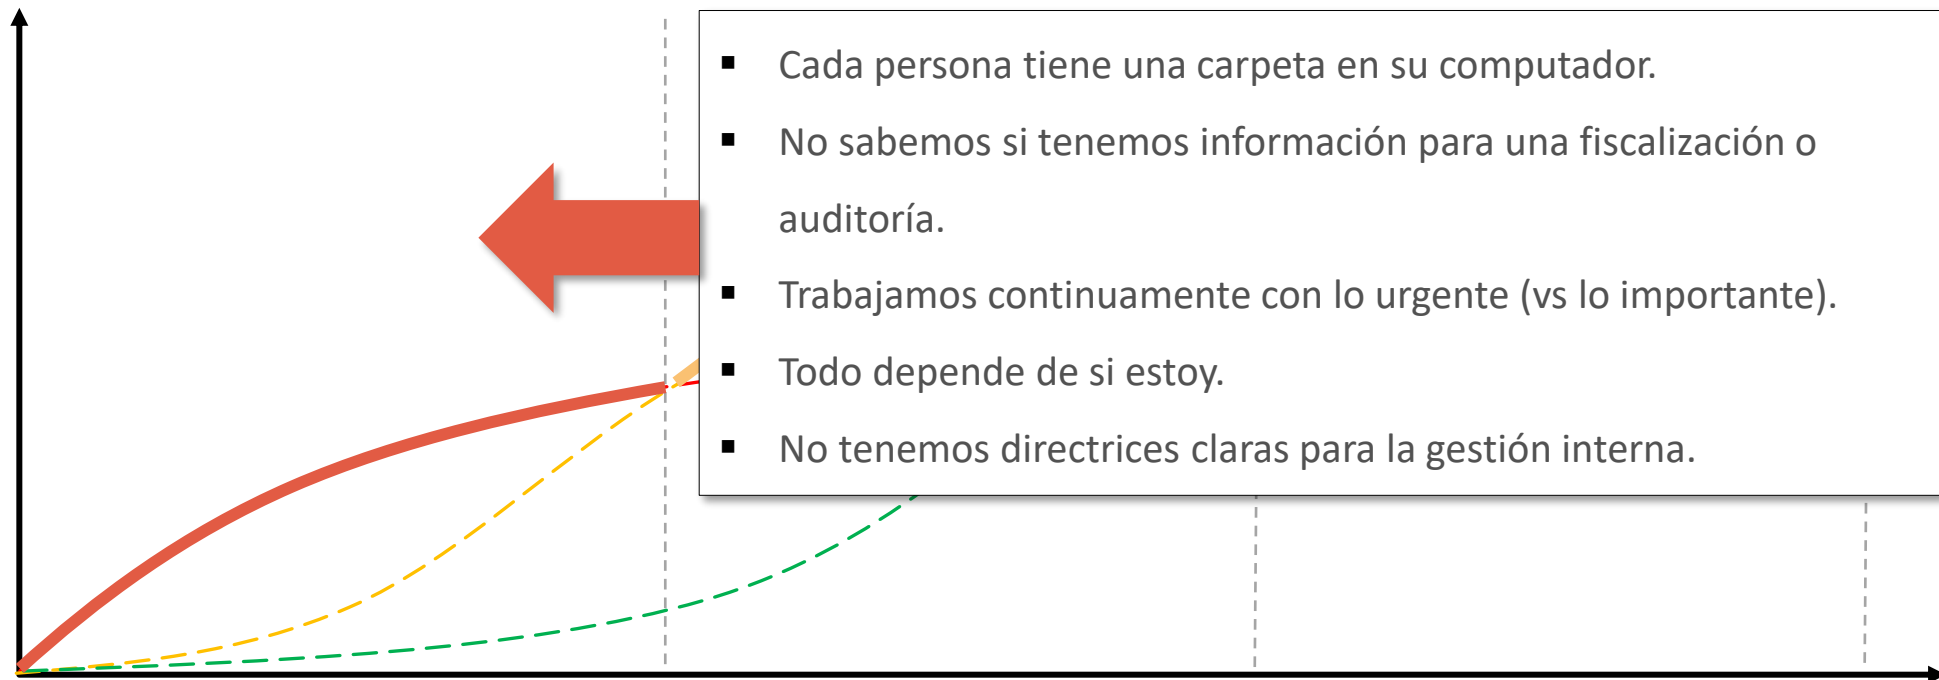 ▪ Cada persona tiene una carpeta en su computador.
▪ No sabemos si tenemos información para una fiscalización o
auditoría.
▪ Trabajamos continuamente con lo urgente (vs lo importante).
▪ Todo depende de si estoy.
▪ No tenemos directrices claras para la gestión interna.